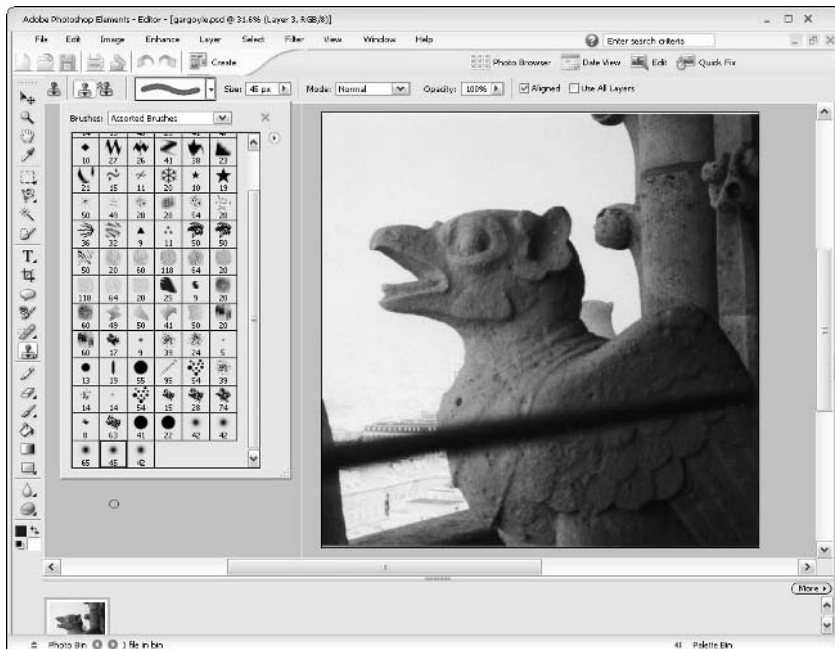 Adobe Photoshop Elements - Editor - [gargoyle.psd @ 31.6% (Layer 3, RGB/8)]
File Edit Image Enhance Layer Select Filter View Window Help Enter search criteria
Create Photo Browser Date View Edit Quick Fix
Size: 45 px Mode: Normal Opacity: 100% Aligned Use All Layers
Brushes: Assorted Brushes
10 27 26 41 38 23
21 15 11 20 10 19
50 49 28 28 54 28
36 32 9 11 50 50
50 20 60 118 64 20
118 64 20 25 9 20
60 49 50 41 50 20
60 17 9 39 24 5
13 19 55 95 54 39
14 14 54 15 28 74
8 63 41 22 42 42
65 45 42
T
More
Photo Bin 1 file in bin Palette Bin